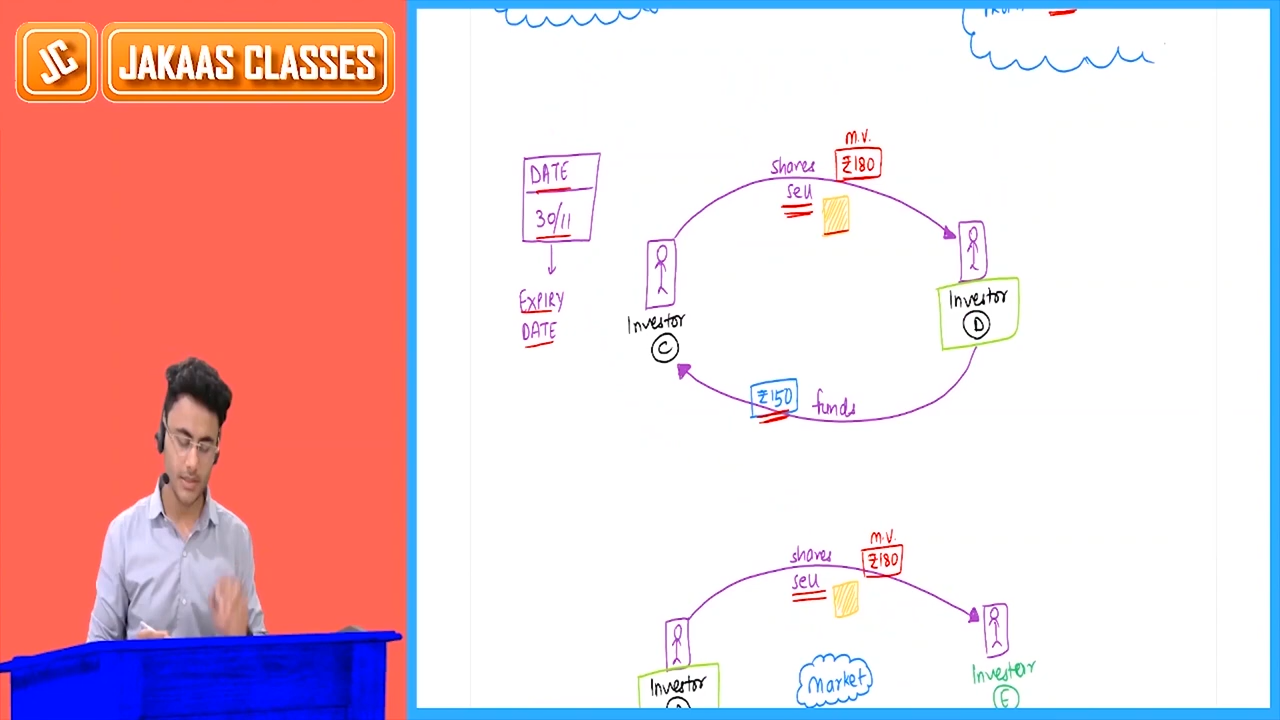 JC
JAKAAS CLASSES
m.v.
₹180
shares
sell
DATE
30/11
EXPIRY
DATE
Investor
C
Investor
D
₹150
funds
m.v.
₹180
shares
sell
Investor
market
Investor
E